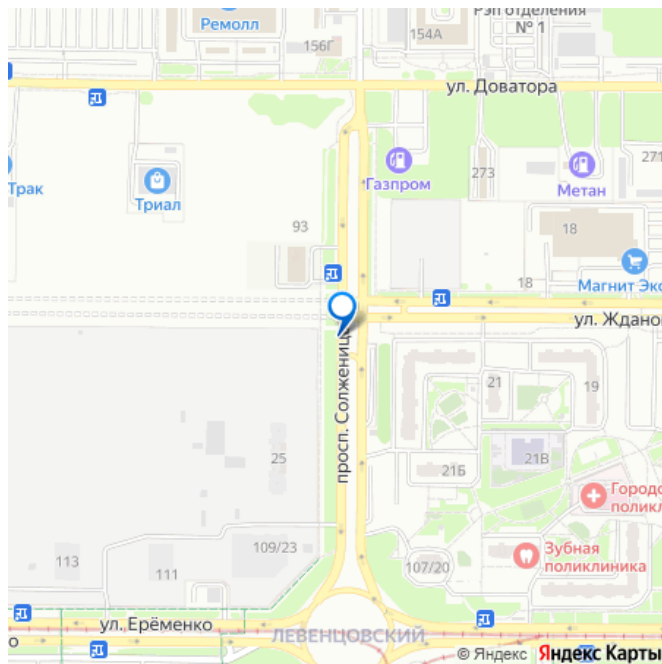 Рэп отделения
№ 1
Ремолл
156Г
154А
ул. Доватора
271
Газпром
273
Метан
Трак
Триал
93
18
18
Магнит Экс
ул. Ждано
просп. Солжениц
21
19
25
21Б
21В
Городс
поликл
109/23
Зубная
поликлиника
113
111
107/20
ул. Ерёменко
ЛЕВЕНЦОВСКИЙ
о
© Яндекс Яндекс Карты